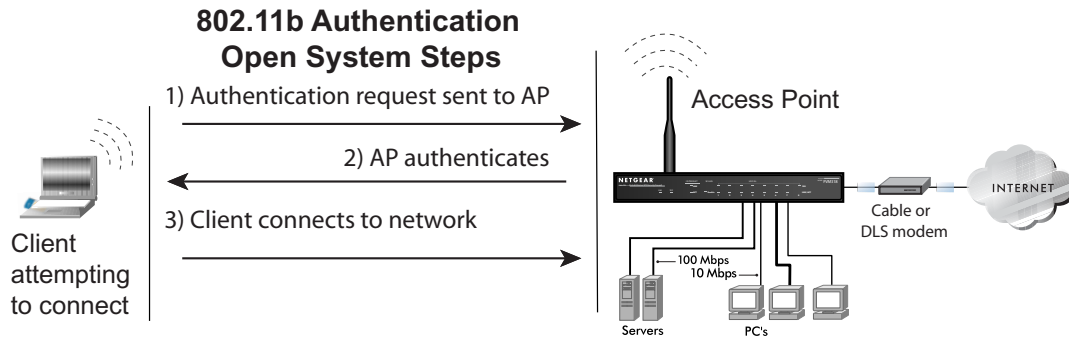 802.11b Authentication
Open System Steps
1) Authentication request sent to AP
2) AP authenticates
3) Client connects to network
Client
attempting
to connect
Access Point
NETGEAR
INTERNET
Cable or
DLS modem
100 Mbps
10 Mbps
Servers
PC's